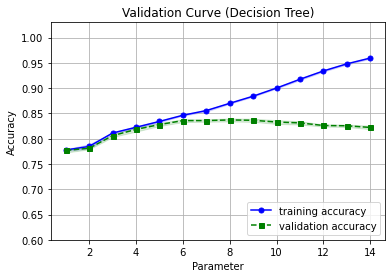 Validation Curve (Decision Tree)
1.00
0.95
0.90
0.85
0.80
0.75
0.70
0.65
0.60
Accuracy
training accuracy
validation accuracy
2 4 6 8 10 12 14
Parameter